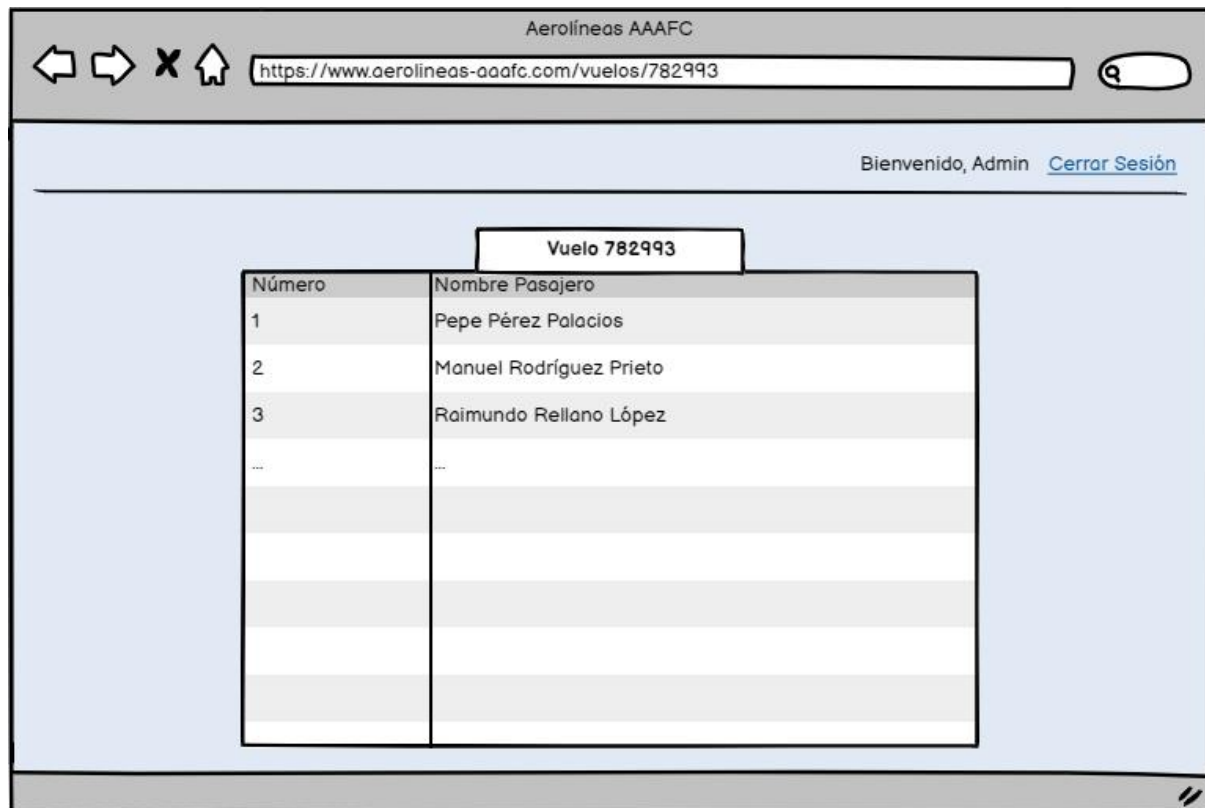 Aerolíneas AAAFC
https://www.aerolineas-aaafc.com/vuelos/782993
Bienvenido, Admin Cerrar Sesión
Vuelo 782993
Número Nombre Pasajero
1 Pepe Pérez Palacios
2 Manuel Rodríguez Prieto
3 Raimundo Rellano López
... ...